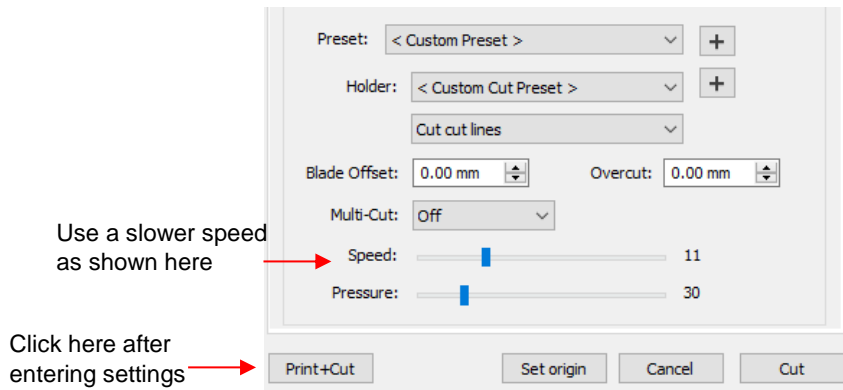 Preset: < Custom Preset > +
Holder: < Custom Cut Preset > +
Cut cut lines
Blade Offset: 0.00 mm Overcut: 0.00 mm
Multi-Cut: Off
Use a slower speed
as shown here
Speed: 11
Pressure: 30
Click here after
entering settings
Print+Cut Set origin Cancel Cut